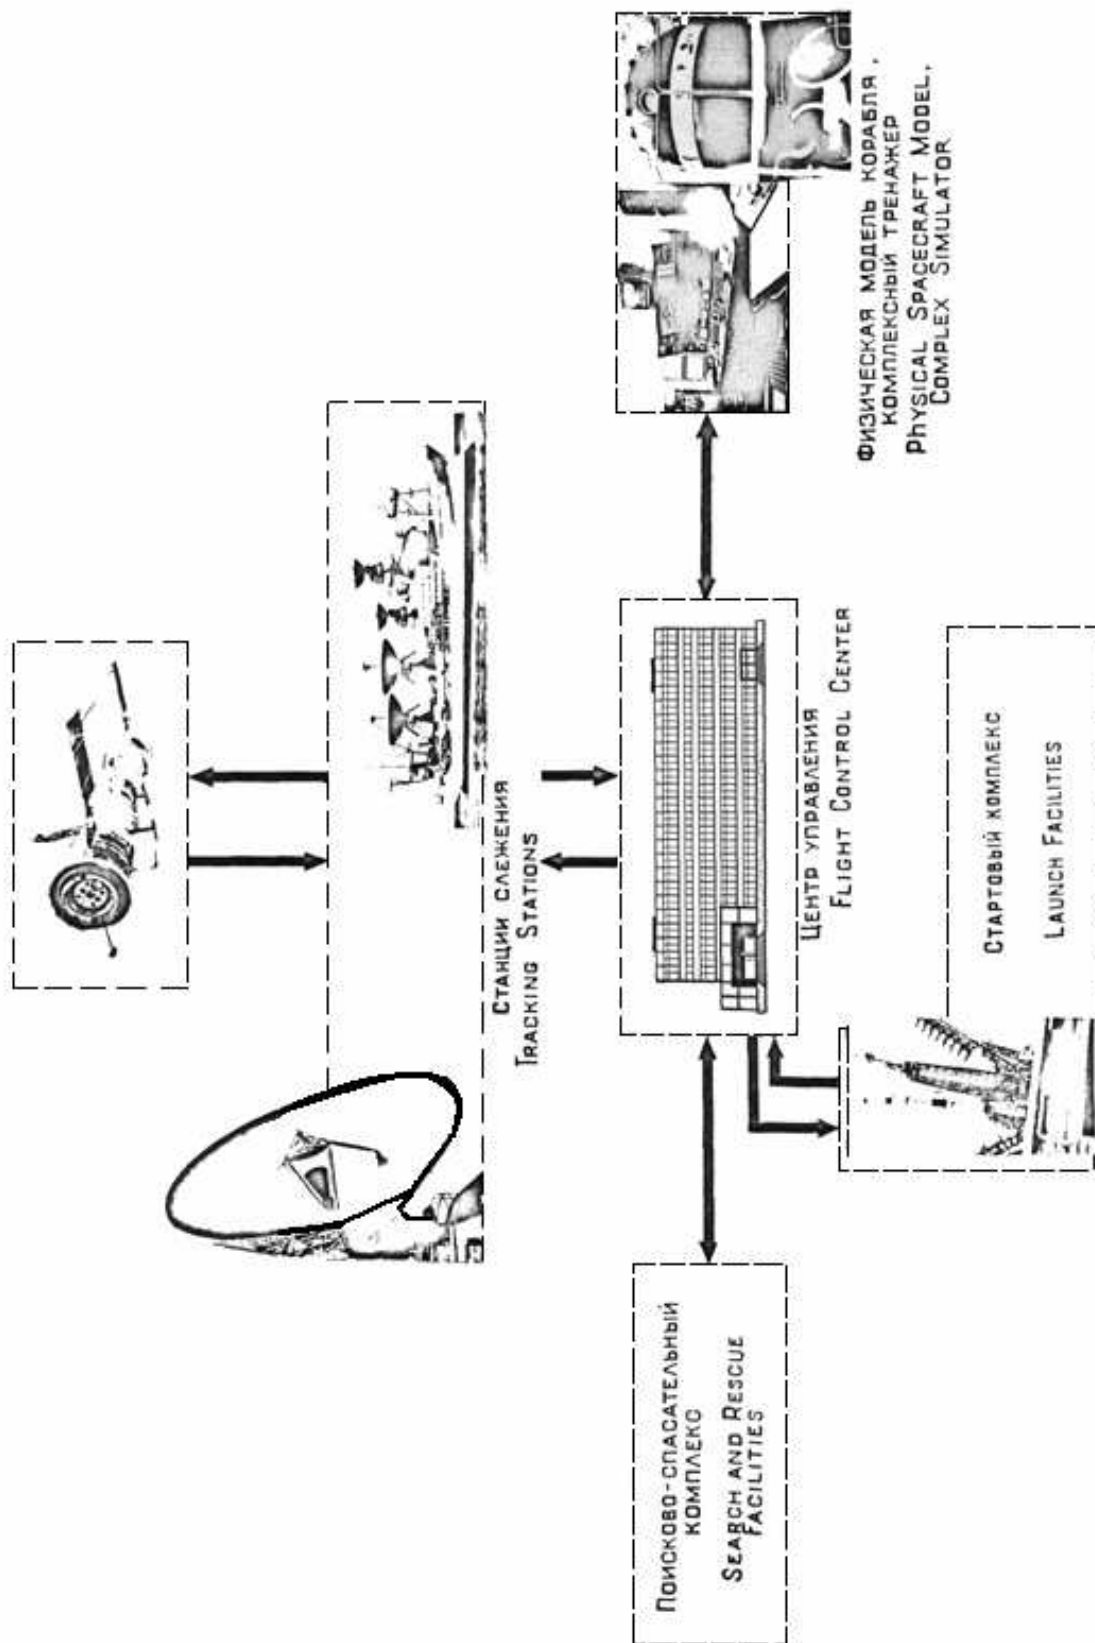 СТАНЦИИ СЛЕЖЕНИЯ
TRACKING STATIONS
ПОИСКОВО-СПАСАТЕЛЬНЫЙ
КОМПЛЕКС
SEARCH AND RESCUE
FACILITIES
ЦЕНТР УПРАВЛЕНИЯ
FLIGHT CONTROL CENTER
ФИЗИЧЕСКАЯ МОДЕЛЬ КОРАБЛЯ,
КОМПЛЕКСНЫЙ ТРЕНАЖЕР
PHYSICAL SPACECRAFT MODEL,
COMPLEX SIMULATOR
СТАРТОВЫЙ КОМПЛЕКС
LAUNCH FACILITIES